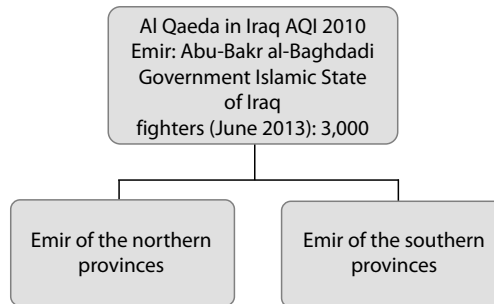 Al Qaeda in Iraq AQI 2010
Emir: Abu-Bakr al-Baghdadi
Government Islamic State
of Iraq
fighters (June 2013): 3,000
Emir of the northern
provinces
Emir of the southern
provinces